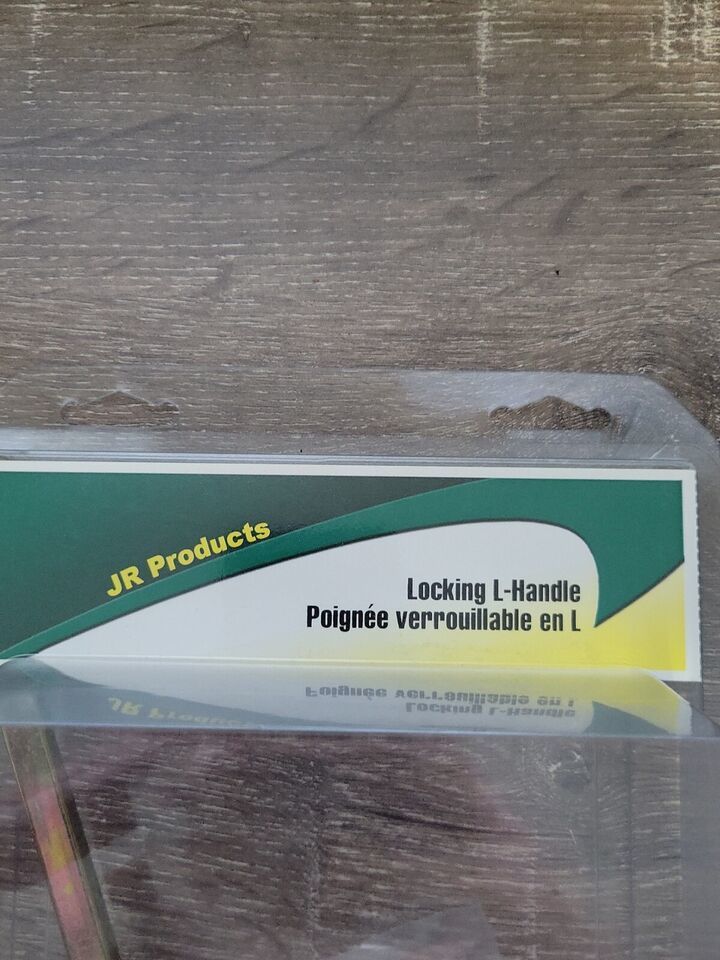 JR Products
Locking L-Handle
Poignée verrouillable en L